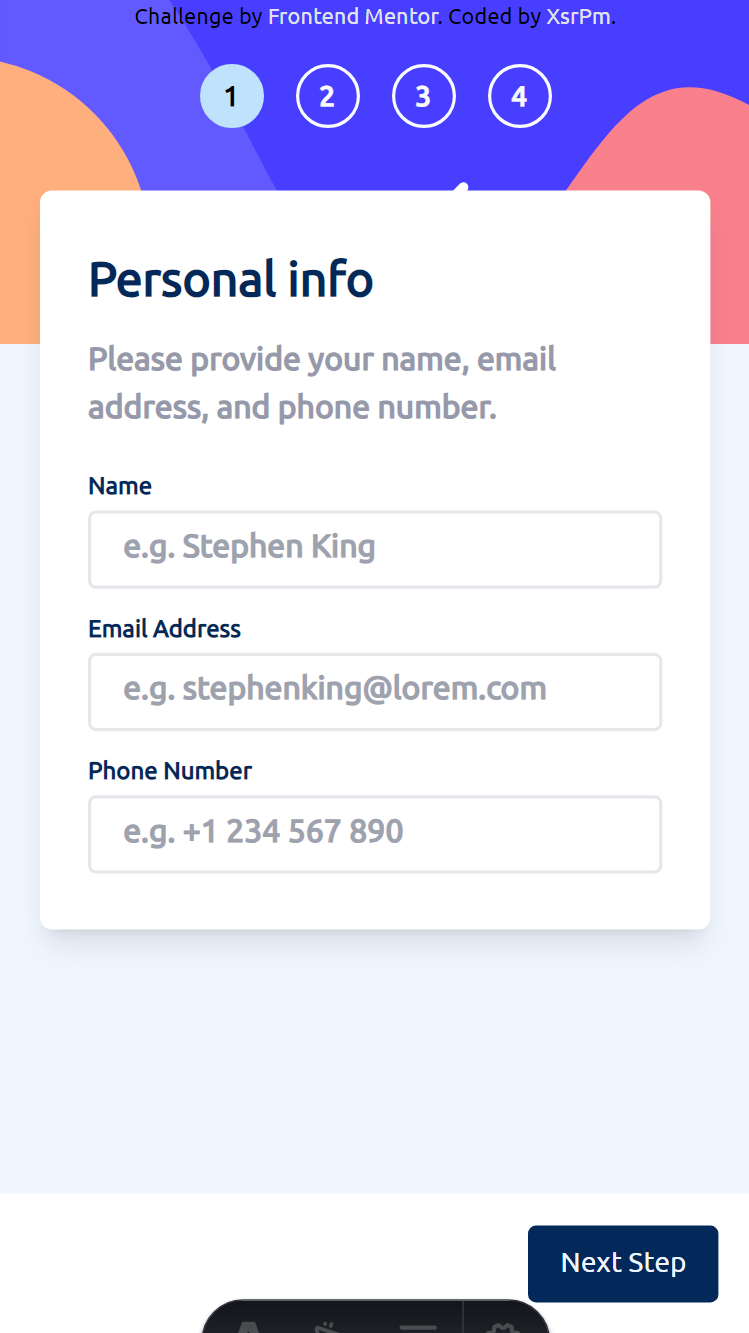 Challenge by Frontend Mentor. Coded by XsrPm.
1 2 3 4
Personal info
Please provide your name, email
address, and phone number.
Name
e.g. Stephen King
Email Address
e.g. stephenking@lorem.com
Phone Number
e.g. +1 234 567 890
Next Step